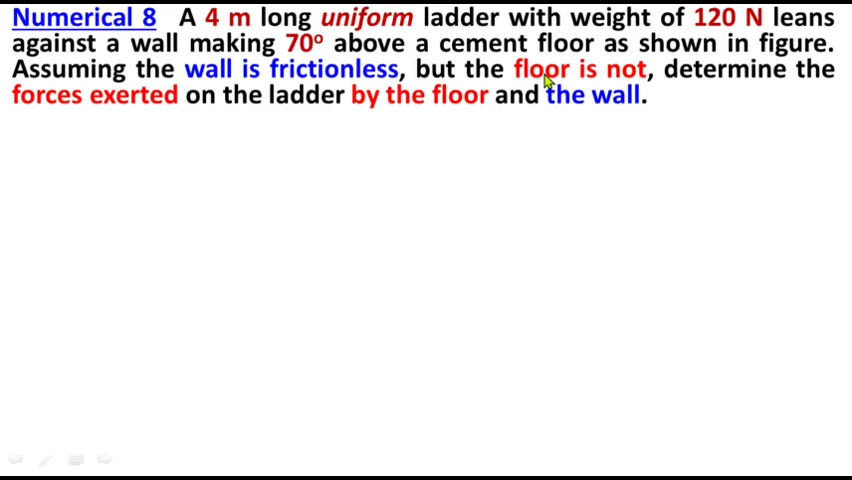 Numerical 8 A 4 m long uniform ladder with weight of 120 N leans
against a wall making 70º above a cement floor as shown in figure.
Assuming the wall is frictionless, but the floor is not, determine the
forces exerted on the ladder by the floor and the wall.